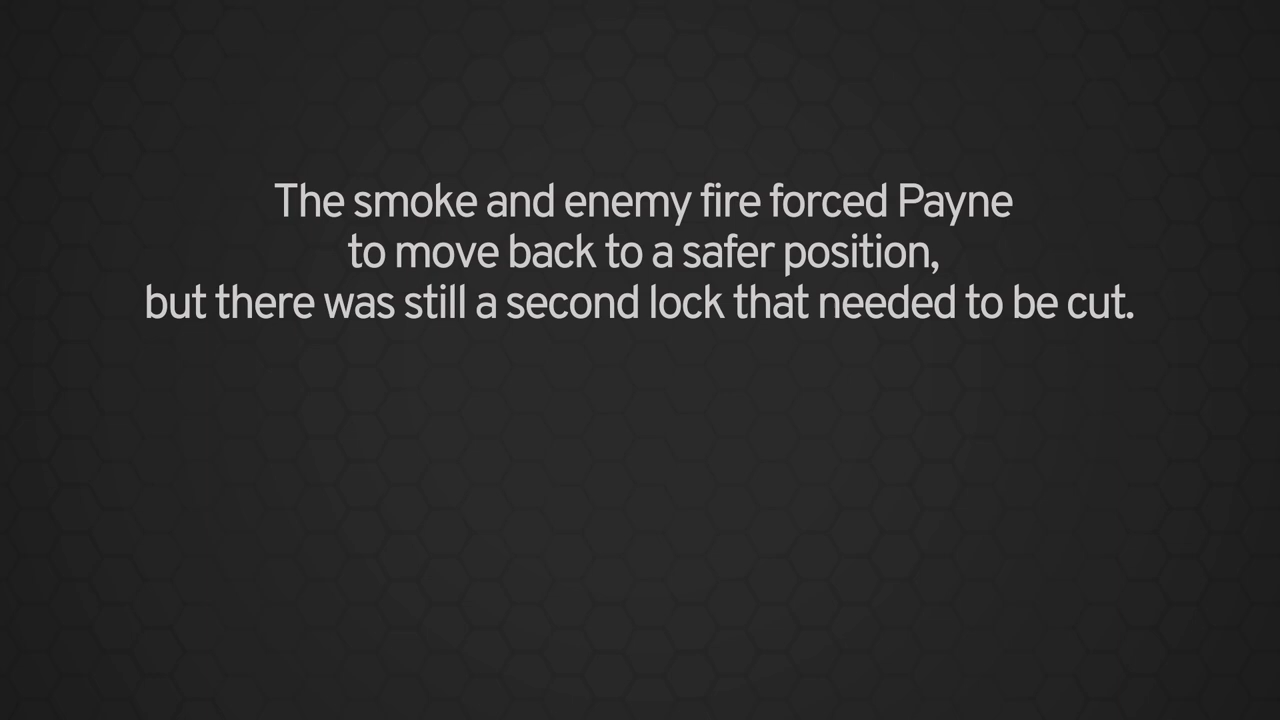 The smoke and enemy fire forced Payne
to move back to a safer position,
but there was still a second lock that needed to be cut.